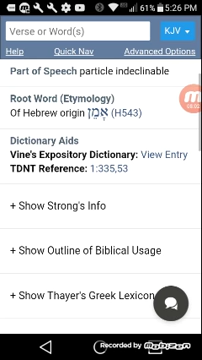 61% 5:26 PM
Verse or Word(s)
KJV
Help Quick Nav Advanced Options
Part of Speech particle indeclinable
Root Word (Etymology)
Of Hebrew origin אָמֵן (H543)
Dictionary Aids
Vine's Expository Dictionary: View Entry
TDNT Reference: 1:335,53
+ Show Strong's Info
+ Show Outline of Biblical Usage
+ Show Thayer's Greek Lexicon
Recorded by